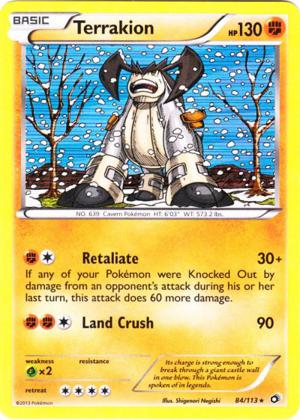 BASIC
Terrakion
HP130
NO. 639 Cavern Pokémon HT: 6'03" WT: 573.2 lbs.
Retaliate 30+
If any of your Pokémon were Knocked Out by
damage from an opponent's attack during his or her
last turn, this attack does 60 more damage.
Land Crush 90
weakness resistance
×2
Its charge is strong enough to
break through a giant castle wall
in one blow. This Pokémon is
spoken of in legends.
retreat
©2013 Pokémon
Illus. Shigenori Negishi
84/113 ★